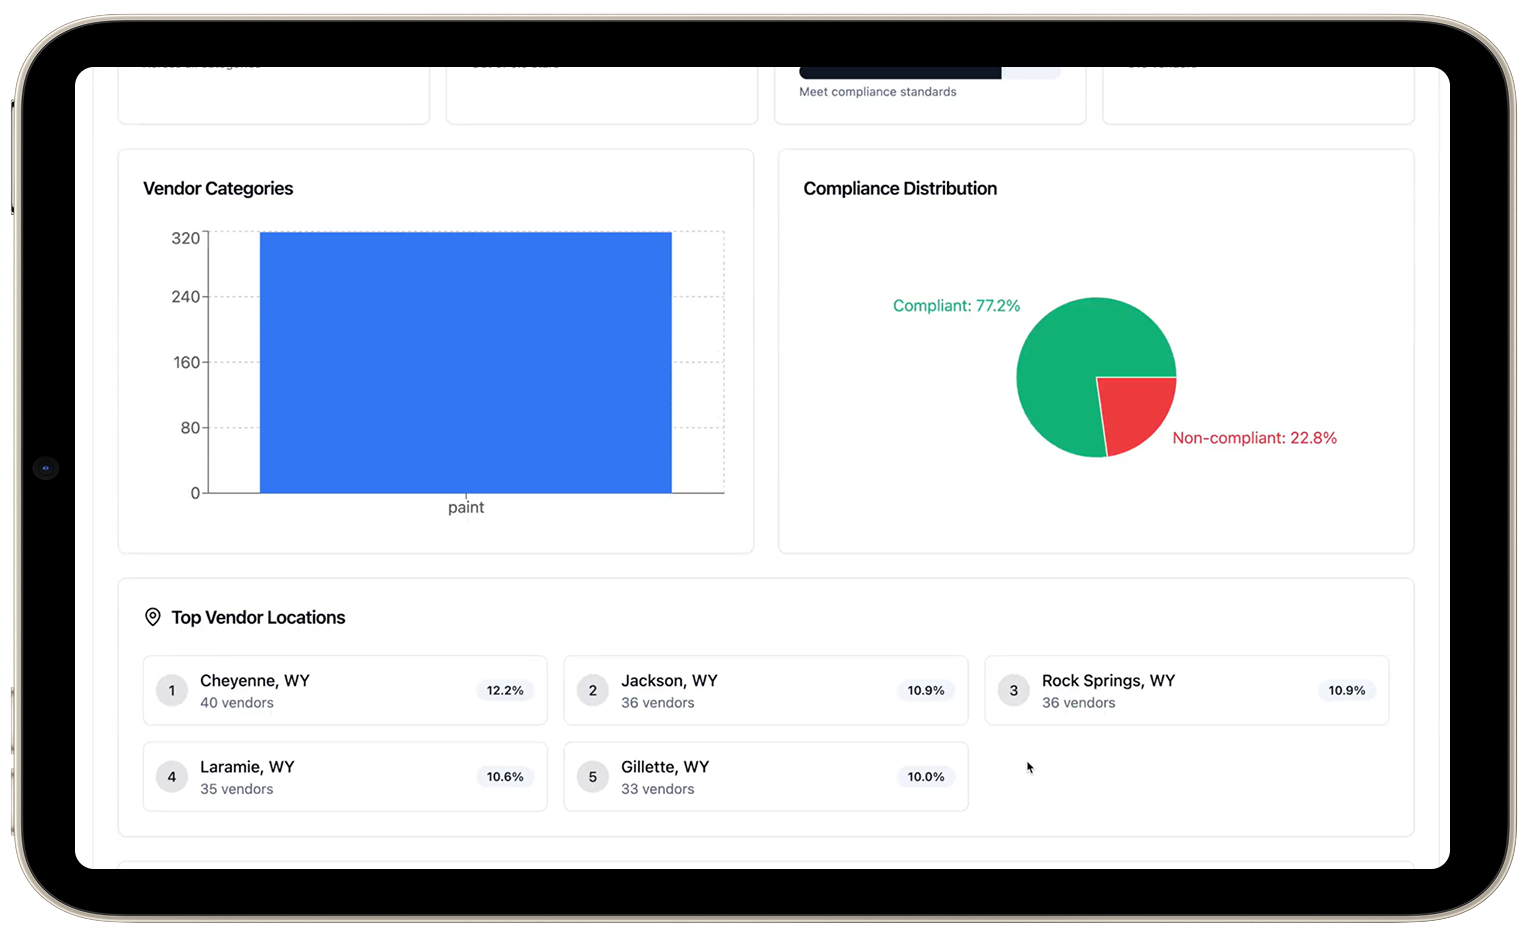 Meet compliance standards
Vendor Categories
320
240
160
80
0
paint
Compliance Distribution
Compliant: 77.2%
Non-compliant: 22.8%
Top Vendor Locations
1
Cheyenne, WY
40 vendors
12.2%
2
Jackson, WY
36 vendors
10.9%
3
Rock Springs, WY
36 vendors
10.9%
4
Laramie, WY
35 vendors
10.6%
5
Gillette, WY
33 vendors
10.0%